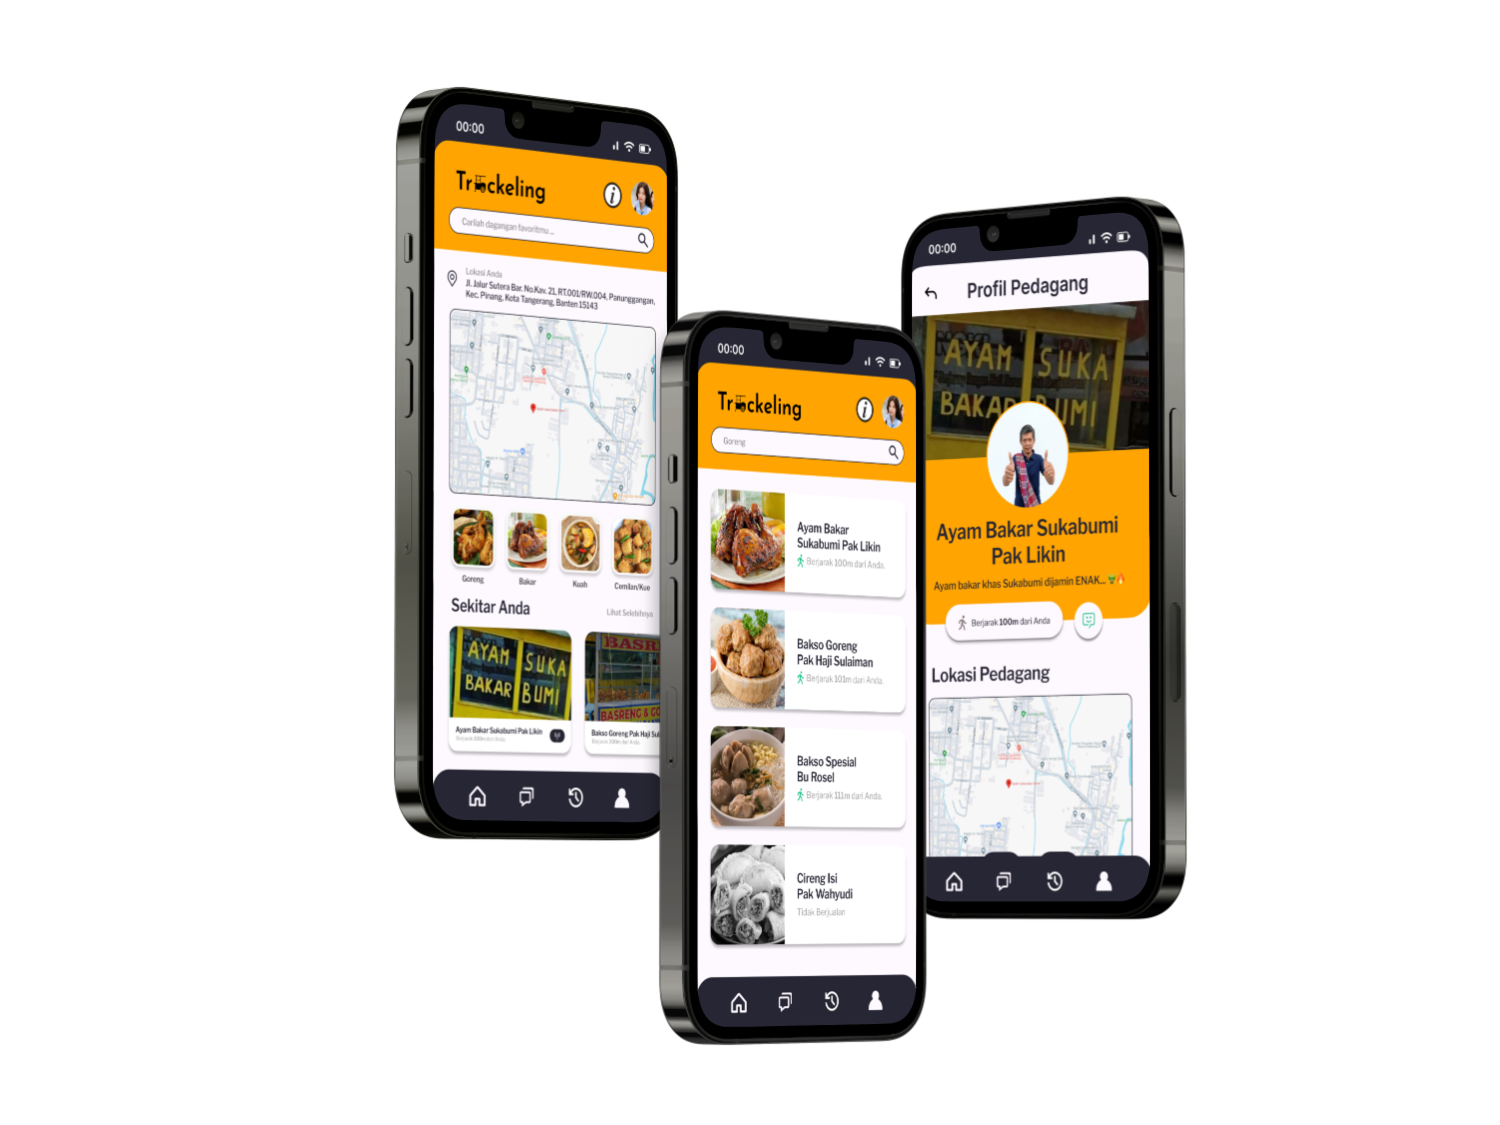 00:00
Truckeling
i
Carilah dagangan favoritmu ...
Lokasi Anda
Jl. Jalur Sutera Bar. No.Kav. 21, RT.001/RW.004, Panunggangan,
Kec. Pinang, Kota Tangerang, Banten 15143
Goreng
Bakar
Kuah
Cemilan/Kue
Sekitar Anda
Lihat Selebihnya
AYAM SUKA
BAKAR BUMI
BASRE
BASRENG & GO
Ayam Bakar Sukabumi Pak Likin
Berjarak 100m dari Anda.
Bakso Goreng Pak Haji Sul
Berjarak 100m dari Anda.
00:00
Truckeling
i
Goreng
Ayam Bakar
Sukabumi Pak Likin
Berjarak 100m dari Anda.
Bakso Goreng
Pak Haji Sulaiman
Berjarak 101m dari Anda.
Bakso Spesial
Bu Rosel
Berjarak 111m dari Anda.
Cireng Isi
Pak Wahyudi
Tidak Berjualan
00:00
Profil Pedagang
AYAM SUKA
BAKAR BUMI
Ayam Bakar Sukabumi
Pak Likin
Ayam bakar khas Sukabumi dijamin ENAK...
Berjarak 100m dari Anda
Lokasi Pedagang